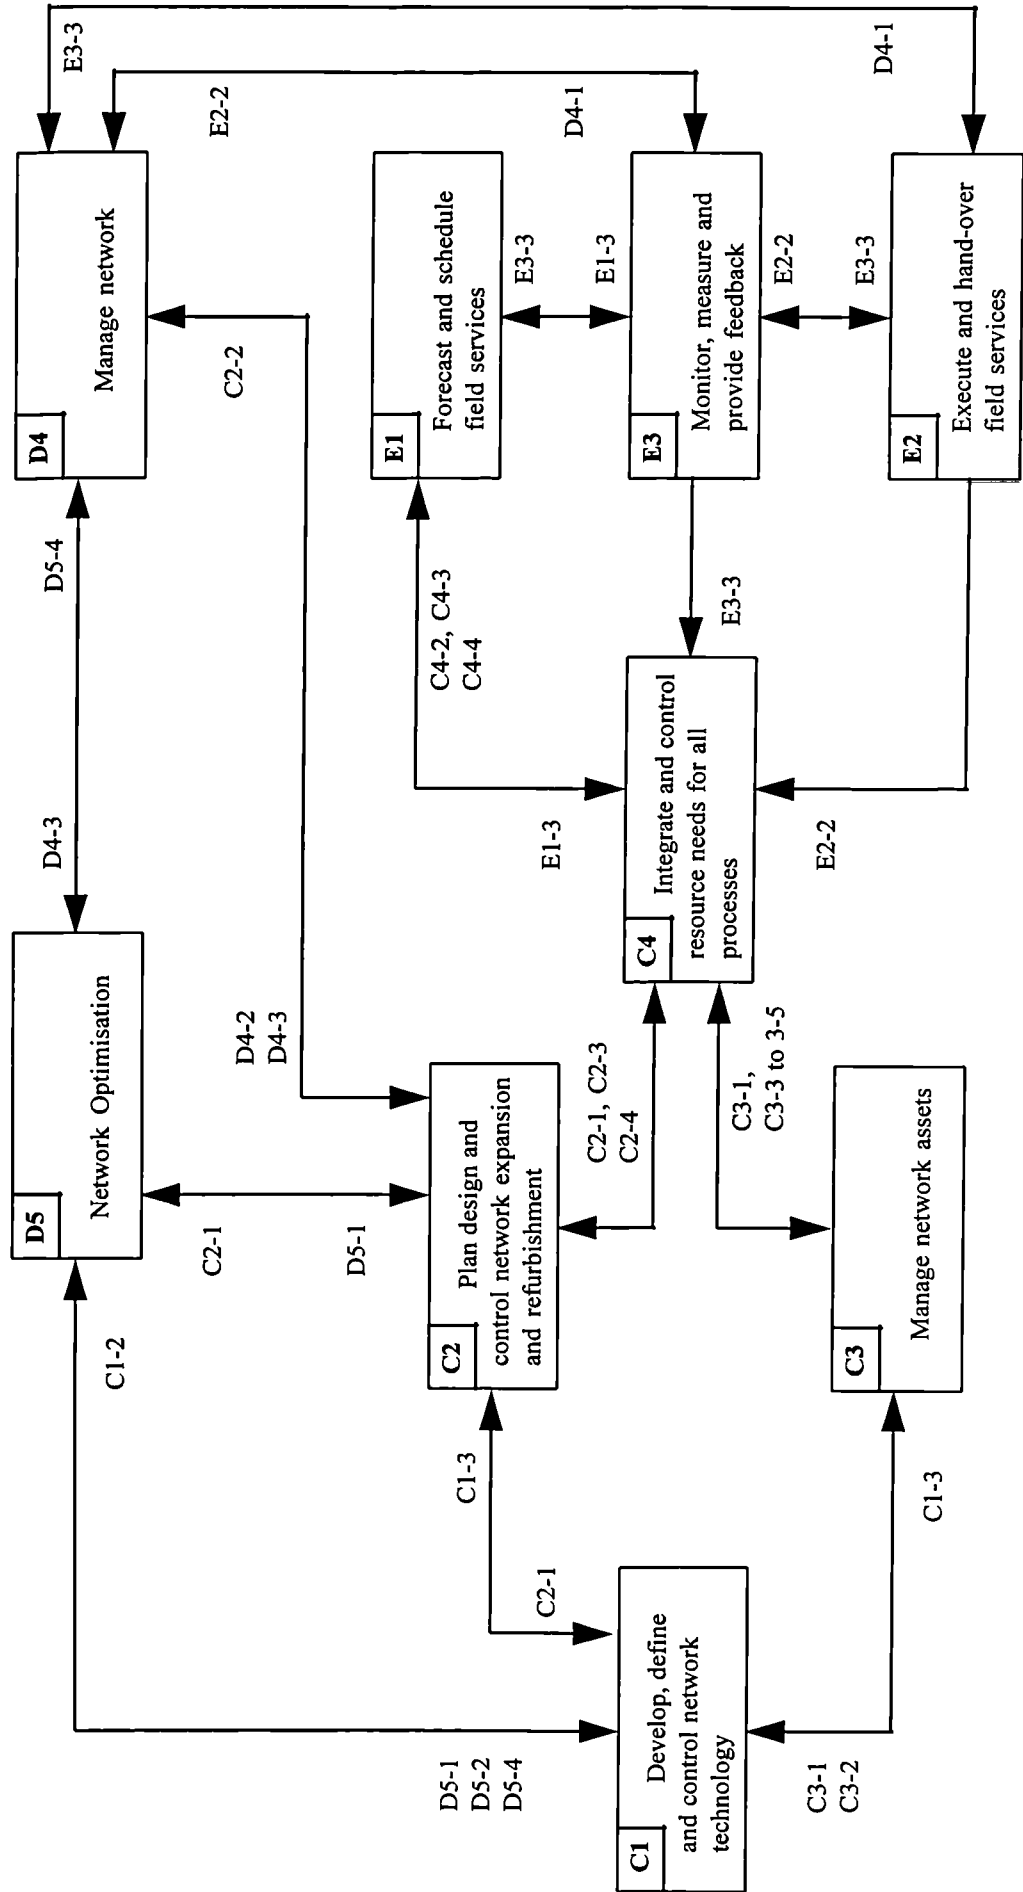 D5
Network Optimisation
D4-3
D5-4
D4
Manage network
E3-3
C1-2
C2-1
D5-1
D4-2
D4-3
C2-2
E2-2
C2
Plan design and
control network expansion
and refurbishment
C1-3
C2-1
D5-1
D5-2
D5-4
C1
Develop, define
and control network
technology
C3-1
C3-2
C1-3
C3
Manage network assets
C2-1, C2-3
C2-4
C3-1,
C3-3 to 3-5
C4
Integrate and control
resource needs for all
processes
E1-3
C4-2, C4-3
C4-4
E3-3
E2-2
E1
Forecast and schedule
field services
E3-3
E1-3
D4-1
E3
Monitor, measure and
provide feedback
E2-2
E3-3
E2
Execute and hand-over
field services
D4-1